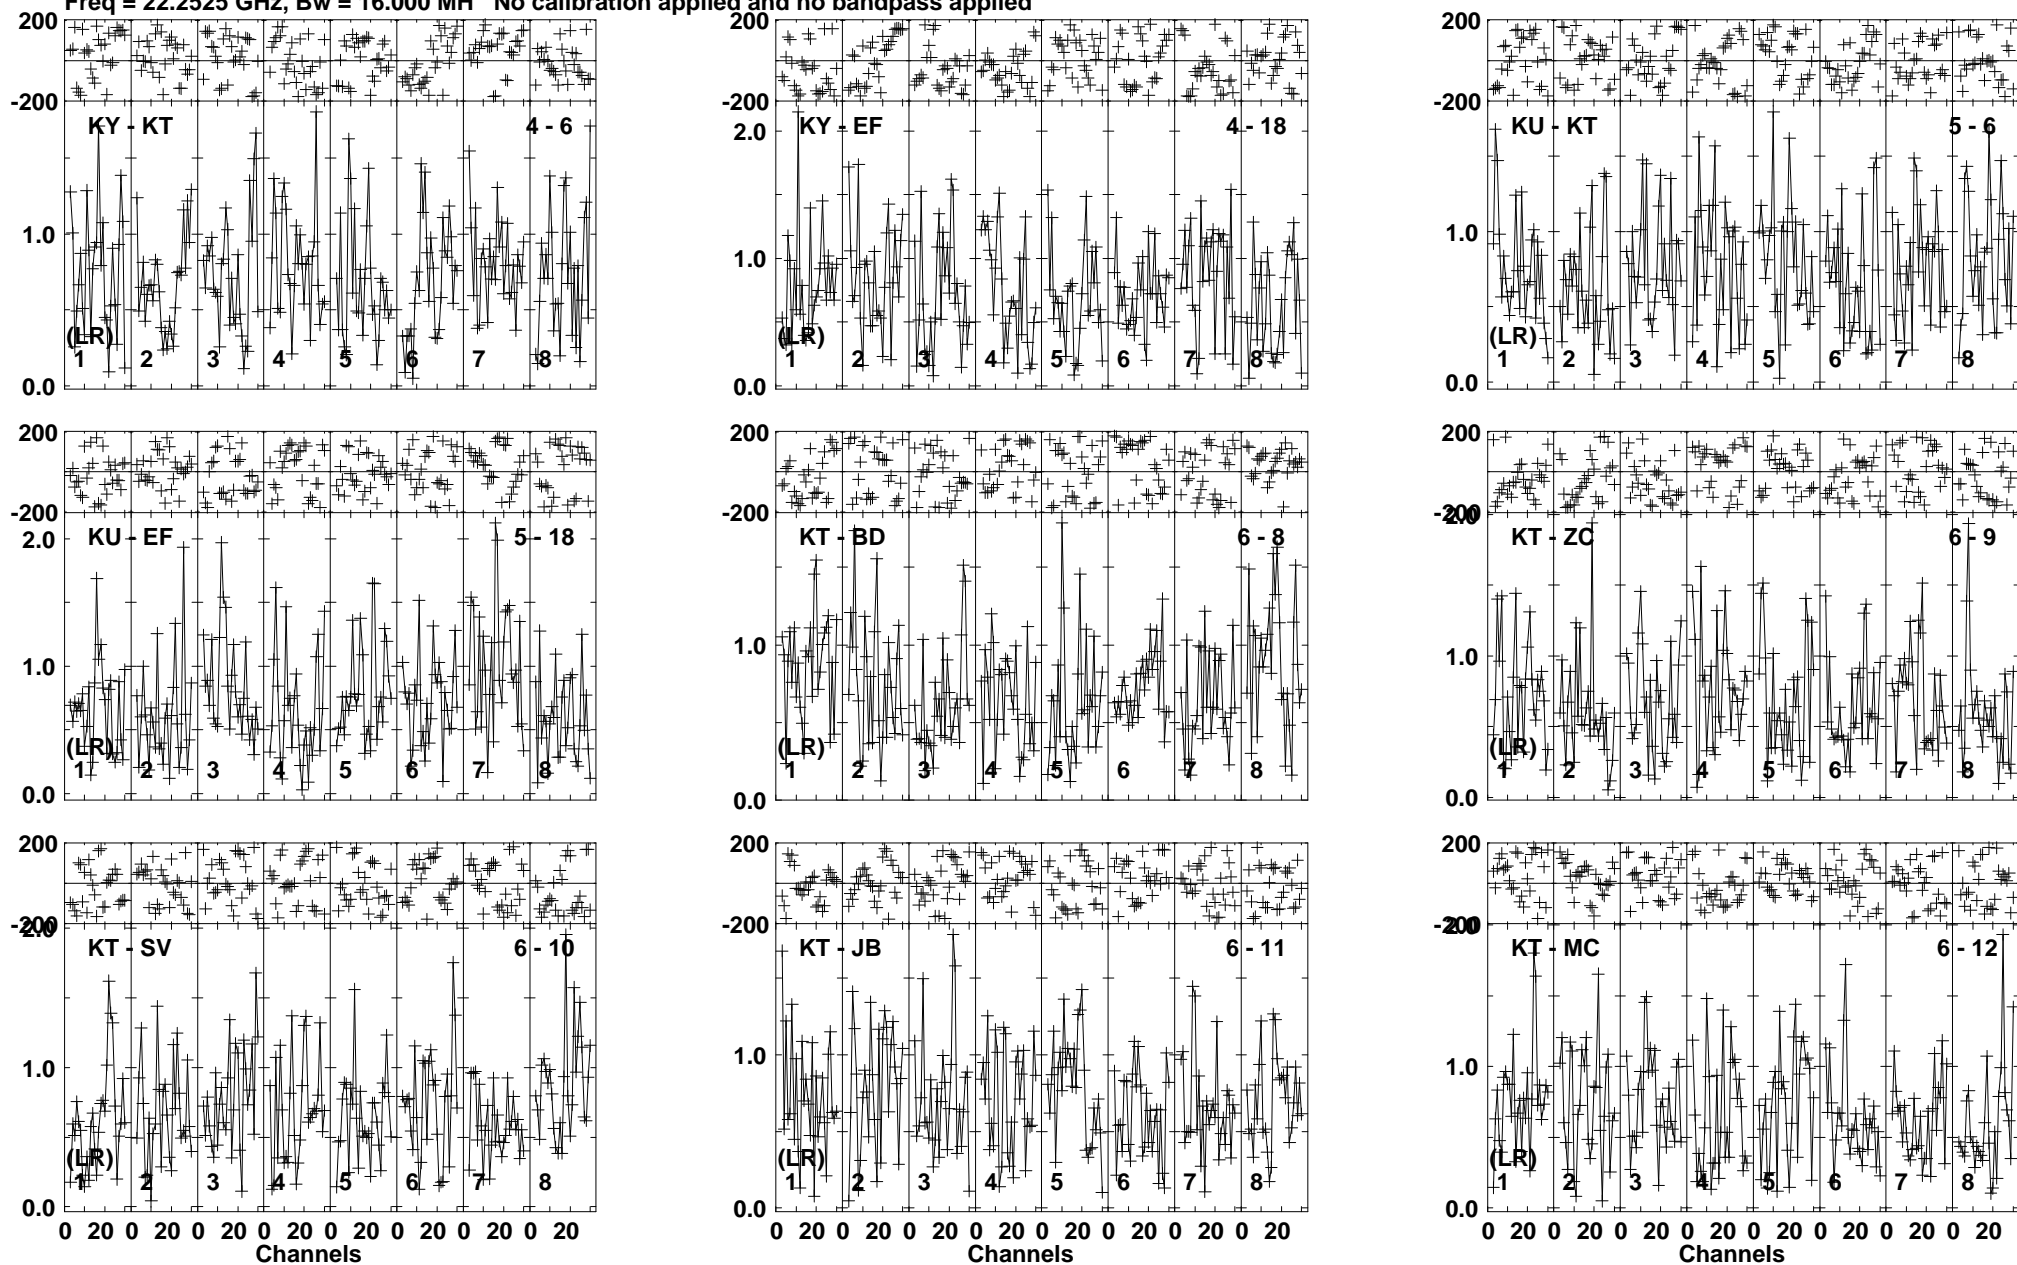 Freq = 22.2525 GHz, Bw = 16.000 MH No calibration applied and no bandpass applied
200 200 200
-200 -200 -200
KY - KT 4 - 6 KY - EF 4 - 18 KU - KT 5 - 6
2.0
1.0 1.0 1.0
(LR) (LR) (LR)
1 2 3 4 5 6 7 8 1 2 3 4 5 6 7 8 1 2 3 4 5 6 7 8
0.0 0.0 0.0
200 200 200
-200 -200 -200
2.0 2.0
KU - EF 5 - 18 KT - BD 6 - 8 KT - ZC 6 - 9
1.0 1.0 1.0
(LR) (LR) (LR)
1 2 3 4 5 6 7 8 1 2 3 4 5 6 7 8 1 2 3 4 5 6 7 8
0.0 0.0 0.0
200 200 200
-200 -200 -200
2.0 2.0
KT - SV 6 - 10 KT - JB 6 - 11 KT - MC 6 - 12
1.0 1.0 1.0
(LR) (LR) (LR)
1 2 3 4 5 6 7 8 1 2 3 4 5 6 7 8 1 2 3 4 5 6 7 8
0.0 0.0 0.0
0 20 0 20 0 20 0 20 0 20 0 20 0 20 0 20 0 20 0 20 0 20 0 20 0 20 0 20 0 20 0 20 0 20 0 20 0 20 0 20 0 20 0 20 0 20 0 20
Channels Channels Channels